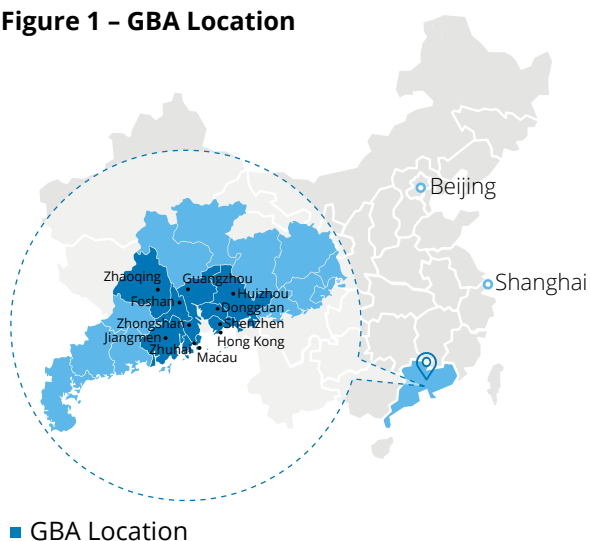 Figure 1 – GBA Location
Beijing
Shanghai
Zhaoqing
Guangzhou
Foshan
Huizhou
Dongguan
Zhongshan
Shenzhen
Jiangmen
Hong Kong
Zhuhai
Macau
GBA Location